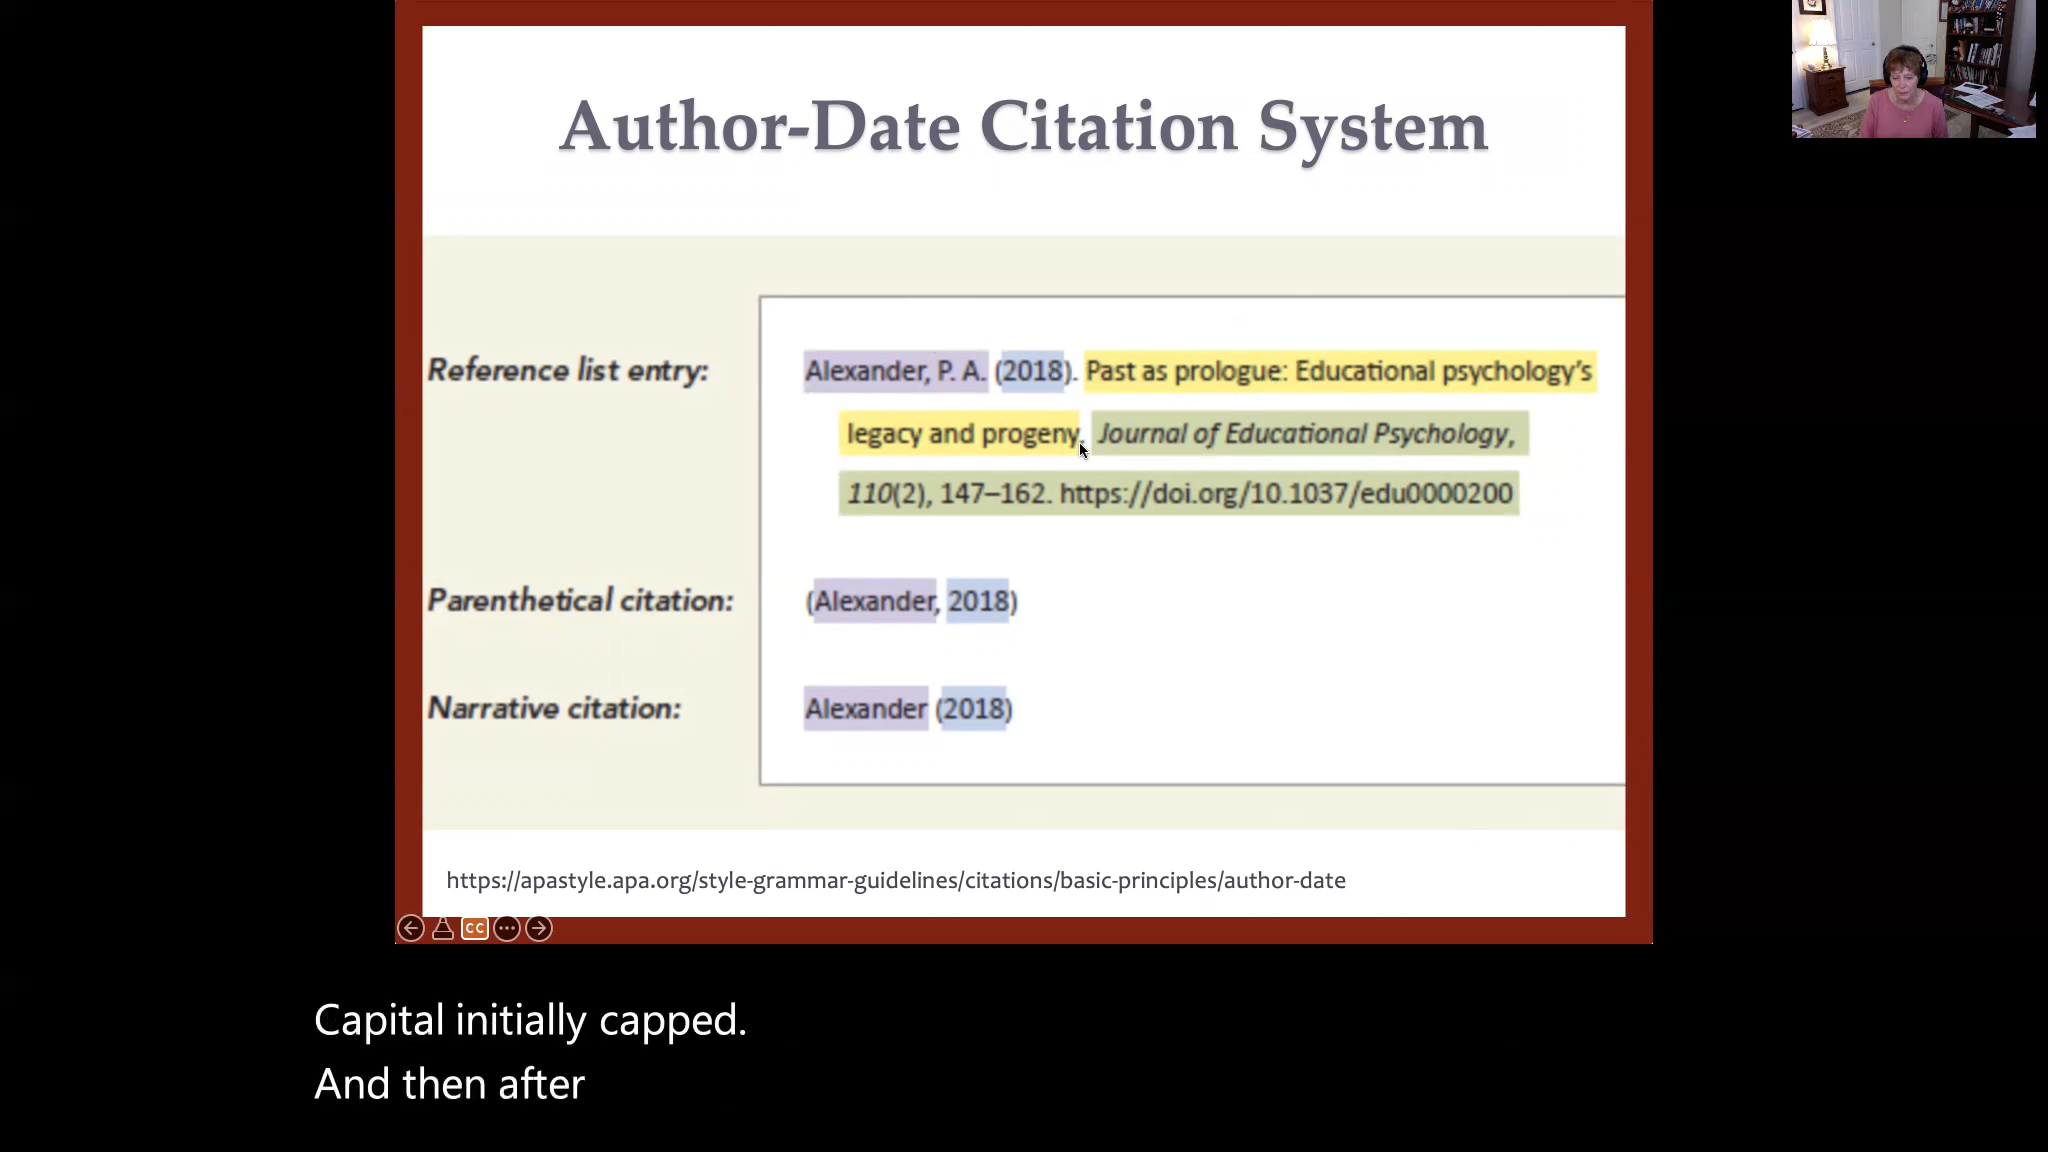 Author-Date Citation System
Reference list entry:
Alexander, P. A. (2018). Past as prologue: Educational psychology's
legacy and progeny. Journal of Educational Psychology,
110(2), 147–162. https://doi.org/10.1037/edu0000200
Parenthetical citation:
(Alexander, 2018)
Narrative citation:
Alexander (2018)
https://apastyle.apa.org/style-grammar-guidelines/citations/basic-principles/author-date
CC
Capital initially capped.
And then after